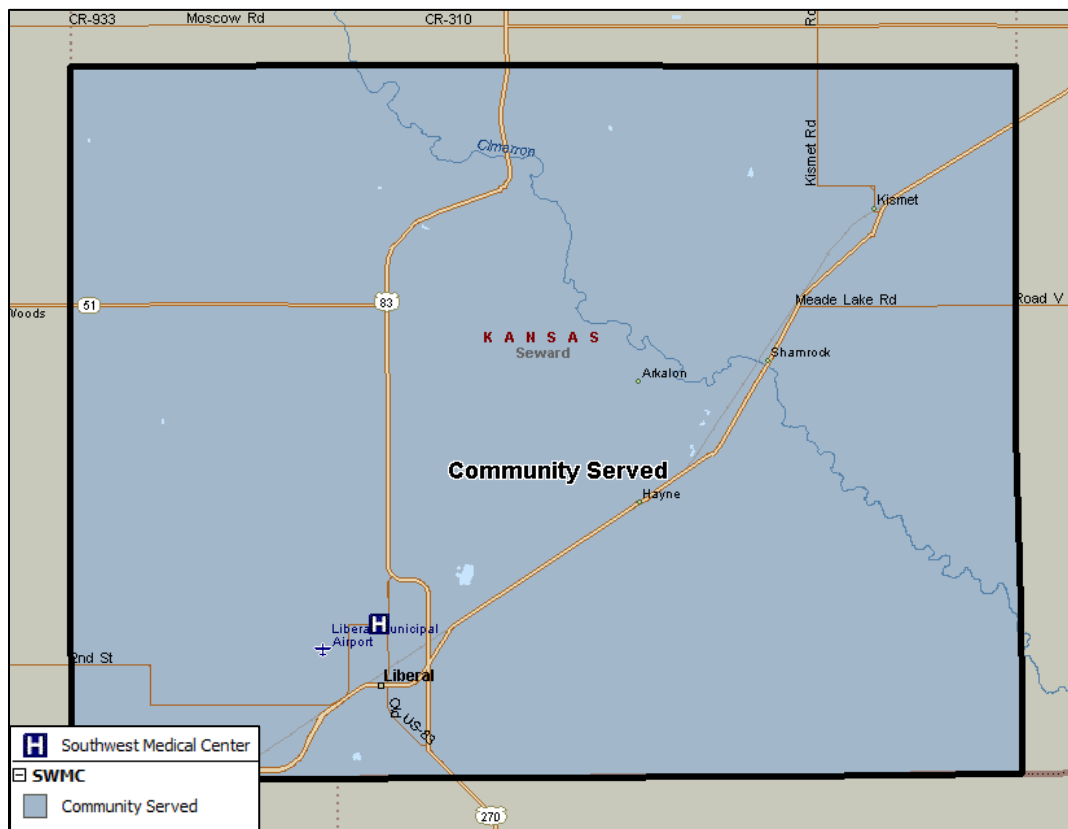 CR-933
Moscow Rd
CR-310
Cimarron
Kismet Rd
Kismet
51
83
Meade Lake Rd
Road V
Woods
KANSAS
Seward
Shamrock
Arkalon
Community Served
Hayne
H
Municipal
Airport
2nd St
Liberal
Old US-83
H Southwest Medical Center
SWMC
Community Served
270